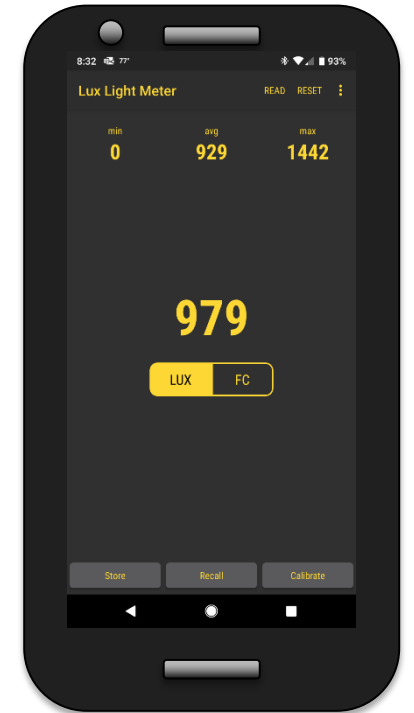 8:32 77° 93%
Lux Light Meter READ RESET
min avg max
0 929 1442
979
LUX FC
Store Recall Calibrate